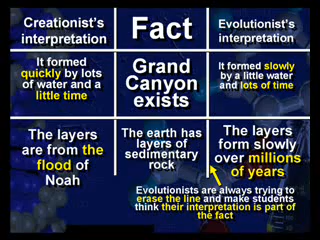 Creationist's
interpretation
Fact
Evolutionist's
interpretation
It formed
quickly by lots
of water and a
little time
Grand
Canyon
exists
It formed slowly
by a little water
and lots of time
The layers
are from the
flood of
Noah
The earth has
layers of
sedimentary
rock
The layers
form slowly
over millions
of years
Evolutionists are always trying to
erase the line and make students
think their interpretation is part of
the fact